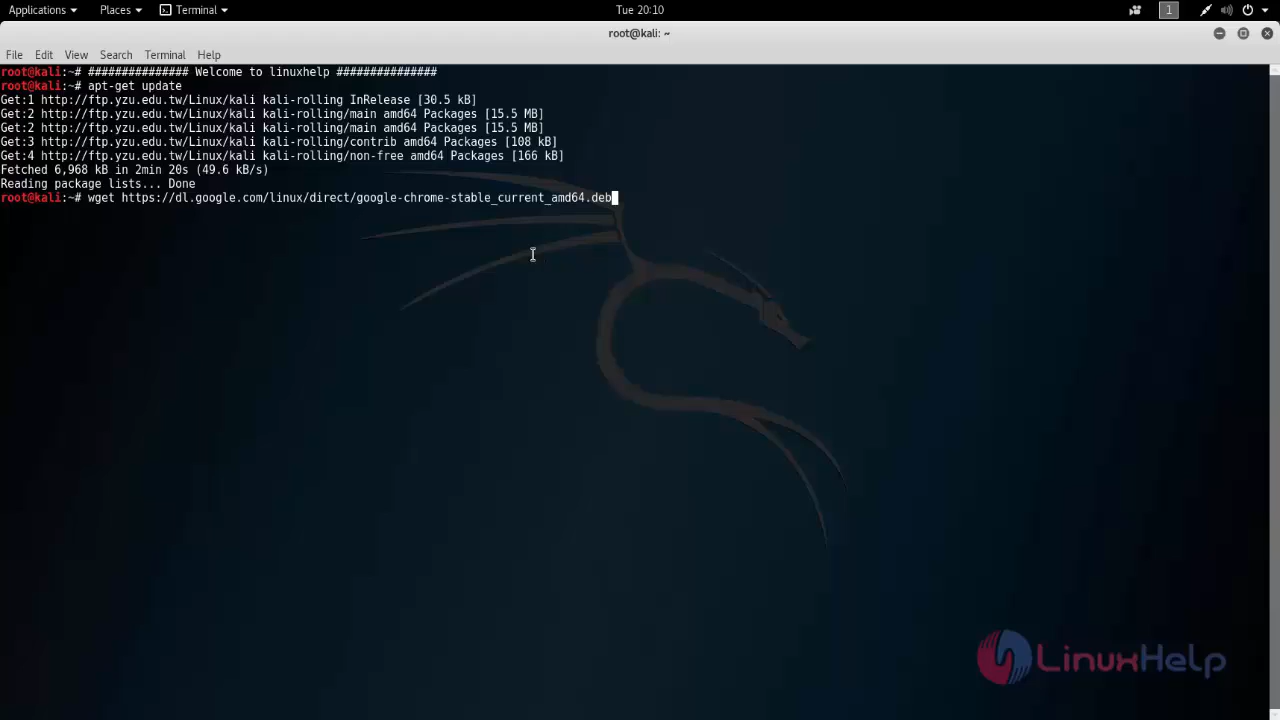 Applications Places Terminal Tue 20:10 1
root@kali: ~
File Edit View Search Terminal Help
root@kali:~# ############### Welcome to linuxhelp ###############
root@kali:~# apt-get update
Get:1 http://ftp.yzu.edu.tw/Linux/kali kali-rolling InRelease [30.5 kB]
Get:2 http://ftp.yzu.edu.tw/Linux/kali kali-rolling/main amd64 Packages [15.5 MB]
Get:2 http://ftp.yzu.edu.tw/Linux/kali kali-rolling/main amd64 Packages [15.5 MB]
Get:3 http://ftp.yzu.edu.tw/Linux/kali kali-rolling/contrib amd64 Packages [108 kB]
Get:4 http://ftp.yzu.edu.tw/Linux/kali kali-rolling/non-free amd64 Packages [166 kB]
Fetched 6,968 kB in 2min 20s (49.6 kB/s)
Reading package lists... Done
root@kali:~# wget https://dl.google.com/linux/direct/google-chrome-stable_current_amd64.deb
LinuxHelp